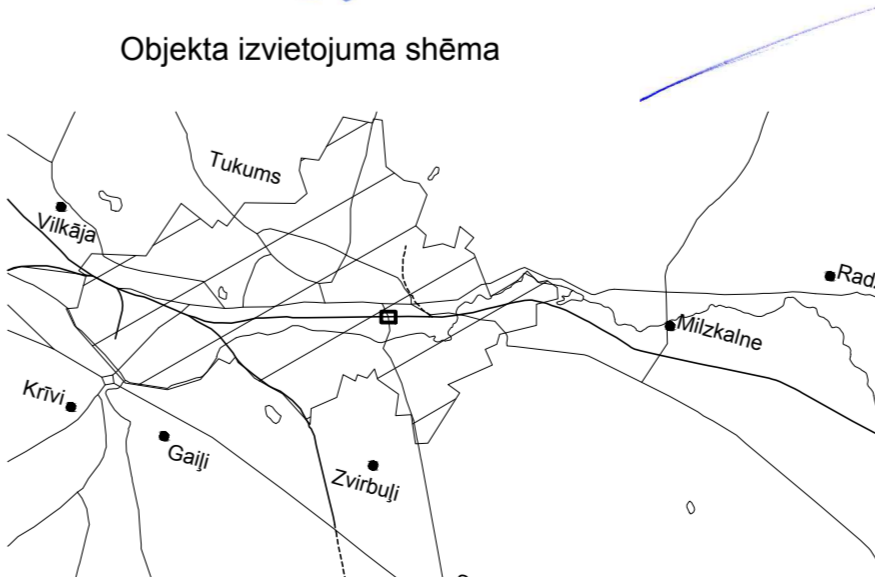 Objekta izvietojuma shēma
Tukums
Vilkāja
Milzkalne
Krīvi
Gaiļi
Zvirbuļi